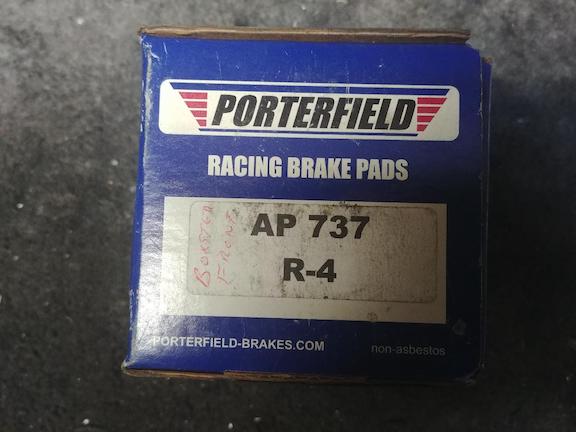 PORTERFIELD
RACING BRAKE PADS
BOXSTER
FRONT
AP 737
R-4
PORTERFIELD-BRAKES.COM
non-asbestos